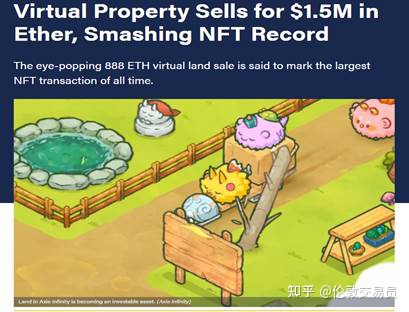 Virtual Property Sells for $1.5M in
Ether, Smashing NFT Record
The eye-popping 888 ETH virtual land sale is said to mark the largest
NFT transaction of all time.
Land in Axie Infinity is becoming an investable asset. (Axie Infinity)
知乎 @伦敦交易员